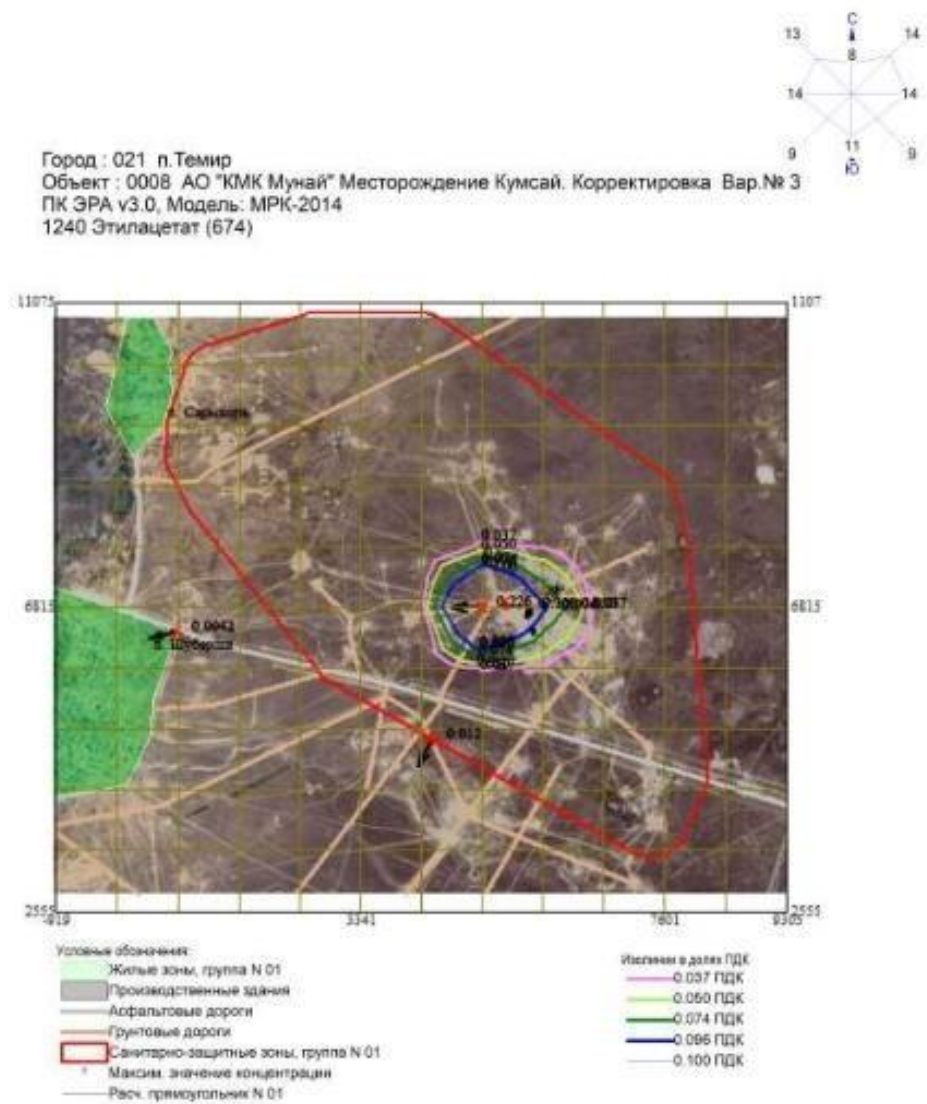 С
13
14
8
14
14
9
11
9
Ю
Город : 021 п.Темир
Объект : 0008 АО "КМК Мунай" Месторождение Кумсай. Корректировка Вар.№ 3
ПК ЭРА v3.0, Модель: МРК-2014
1240 Этилацетат (674)
11075
1107
6815
6815
0.226
0.0042
0.012
2555
2555
-919
3341
7601
9305
Условные обозначения:
Жилые зоны, группа N 01
Производственные здания
Асфальтовые дороги
Грунтовые дороги
Санитарно-защитные зоны, группа N 01
Максим. значение концентрации
Расч. прямоугольник N 01
Изолинии в долях ПДК
0.037 ПДК
0.050 ПДК
0.074 ПДК
0.096 ПДК
0.100 ПДК